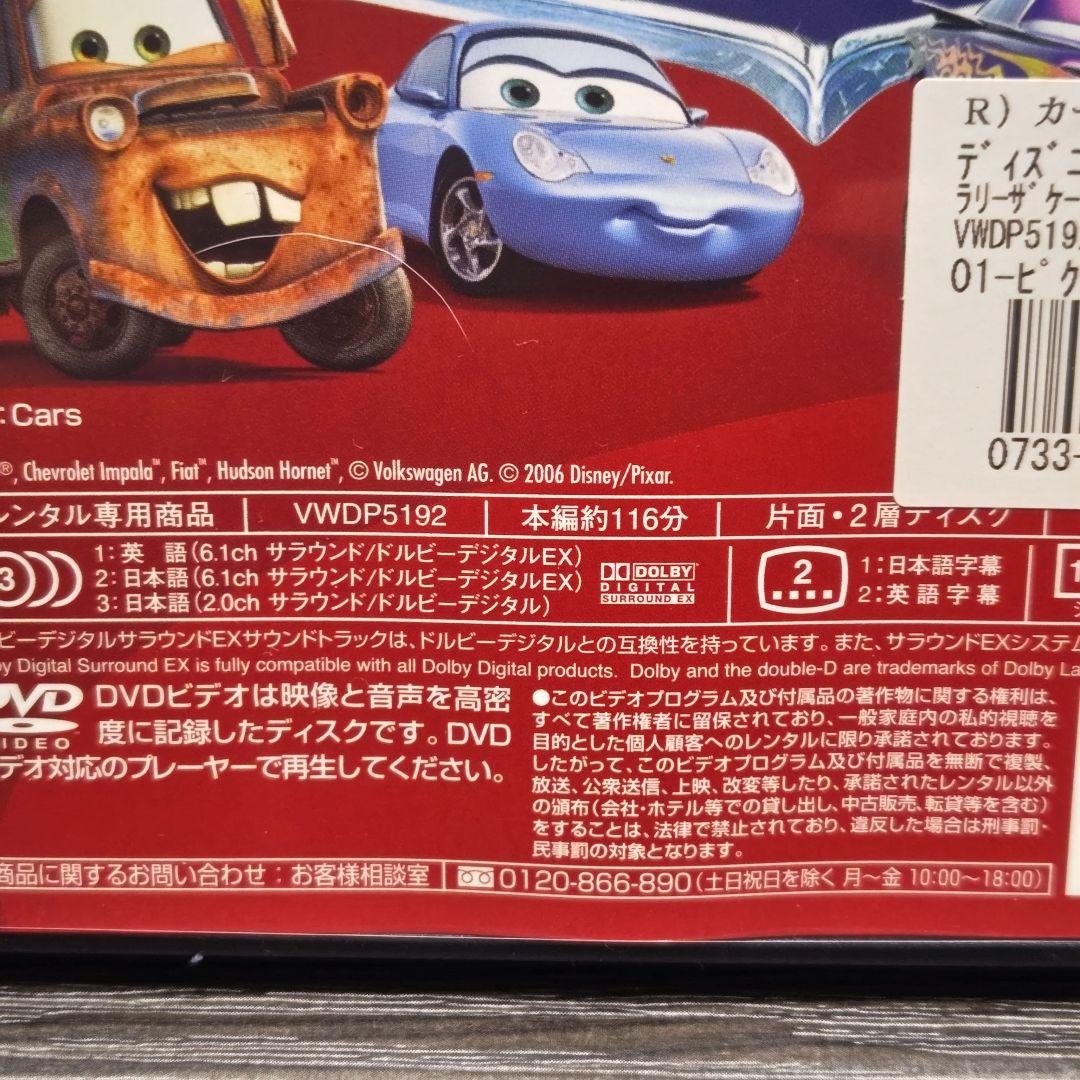 R) カー
ディズニ
ラリーザケー
VWDP519
01-ピク
0733-
: Cars
®, Chevrolet Impala™, Fiat™, Hudson Hornet™, © Volkswagen AG. © 2006 Disney/Pixar.
レンタル専用商品 VWDP5192 本編約116分 片面・2層ディスク
3 1:英 語(6.1ch サラウンド/ドルビーデジタルEX)
2:日本語(6.1ch サラウンド/ドルビーデジタルEX)
3:日本語(2.0ch サラウンド/ドルビーデジタル)
DOLBY
DIGITAL
SURROUND EX
2
1:日本語字幕
2:英語字幕
ビーデジタルサラウンドEXサウンドトラックは、ドルビーデジタルとの互換性を持っています。また、サラウンドEXシステム
y Digital Surround EX is fully compatible with all Dolby Digital products. Dolby and the double-D are trademarks of Dolby La
DVD
VIDEO
DVDビデオは映像と音声を高密
度に記録したディスクです。DVD
デオ対応のプレーヤーで再生してください。
●このビデオプログラム及び付属品の著作物に関する権利は、
すべて著作権者に留保されており、一般家庭内の私的視聴を
目的とした個人顧客へのレンタルに限り承諾されております。
したがって、このビデオプログラム及び付属品を無断で複製、
放送、公衆送信、上映、改変等したり、承諾されたレンタル以外
の頒布(会社・ホテル等での貸し出し、中古販売、転貸等を含む)
をすることは、法律で禁止されており、違反した場合は刑事罰・
民事罰の対象となります。
商品に関するお問い合わせ:お客様相談室 0120-866-890(土日祝日を除く 月〜金 10:00〜18:00)